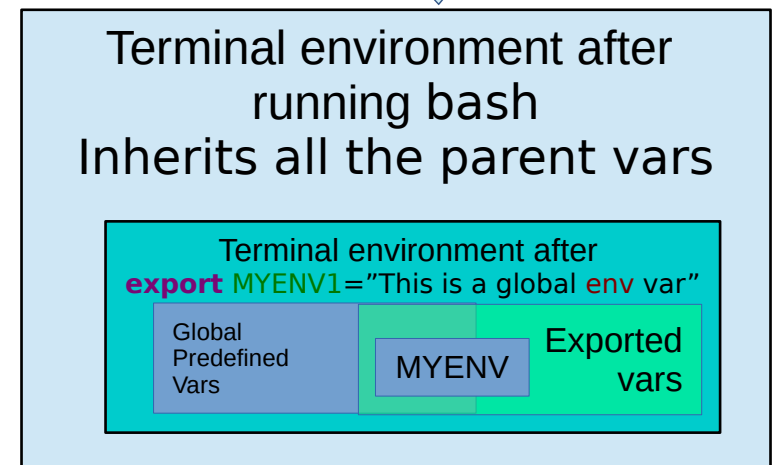 Terminal environment after
running bash
Inherits all the parent vars
Terminal environment after
export MYENV1=”This is a global env var”
Global
Predefined
Vars
MYENV
Exported
vars